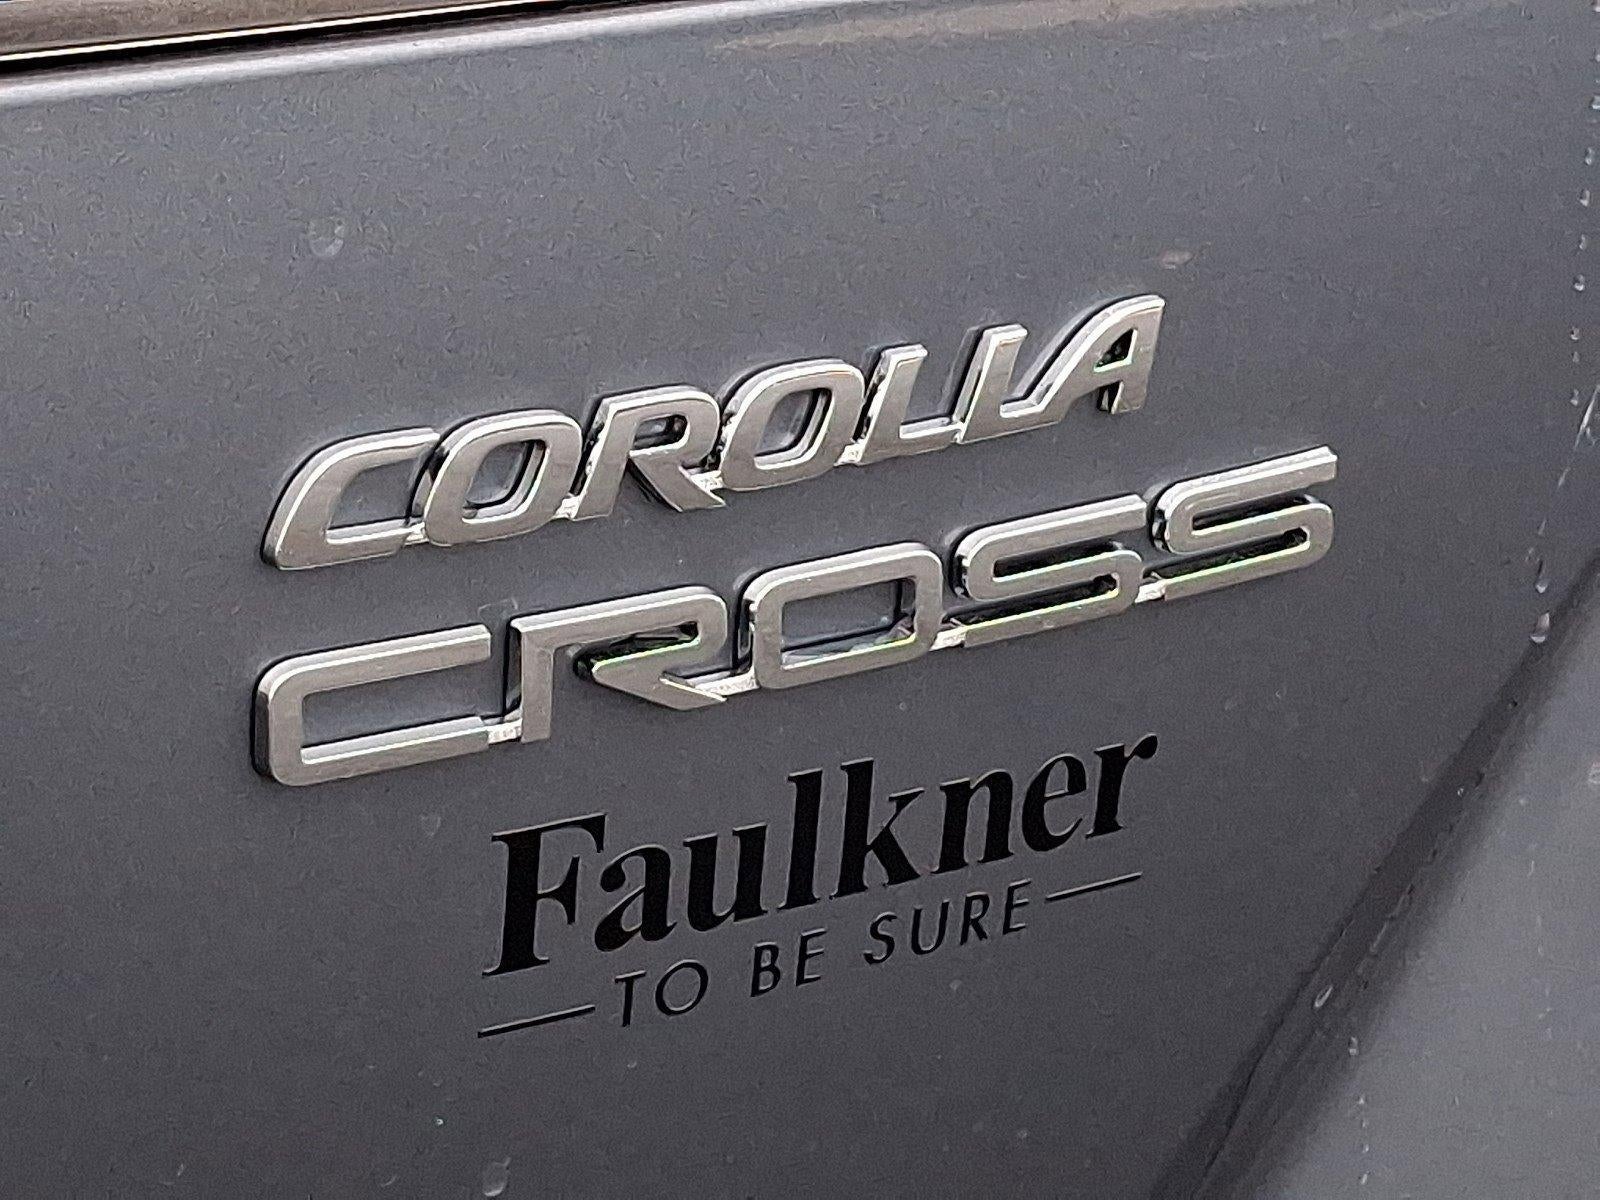 COROLLA
CROSS
Faulkner
TO BE SURE